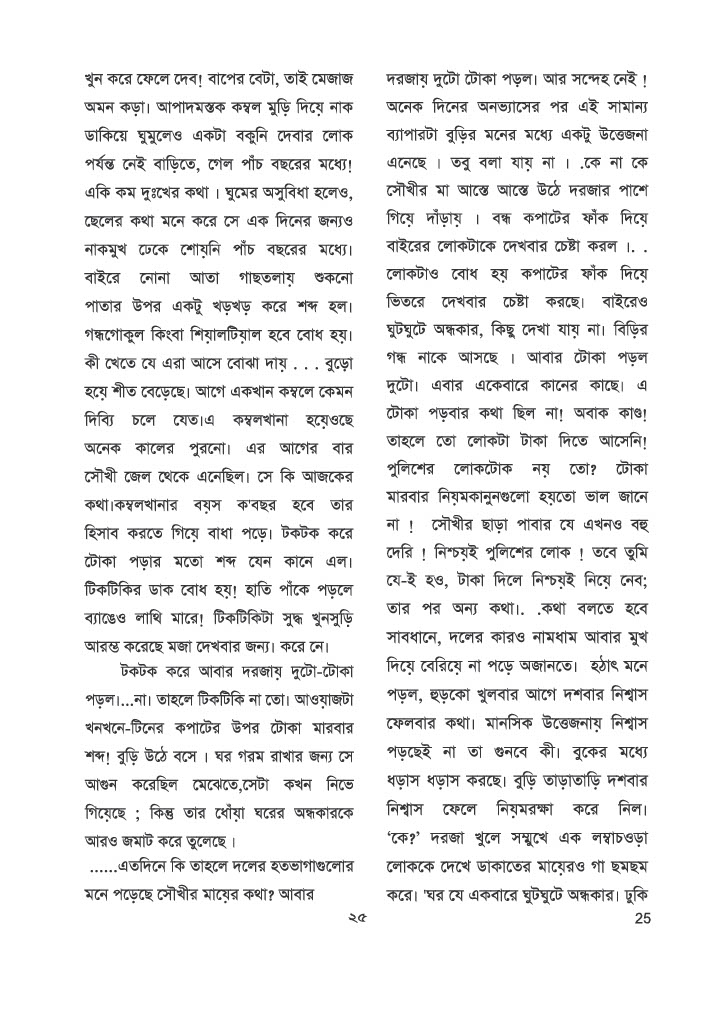 খুন করে ফেলে দেব! বাপের বেটা, তাই মেজাজ
অমন কড়া। আপাদমস্তক কম্বল মুড়ি দিয়ে নাক
ডাকিয়ে ঘুমুলেও একটা বকুনি দেবার লোক
পর্যন্ত নেই বাড়িতে, গেল পাঁচ বছরের মধ্যে!
একি কম দুঃখের কথা । ঘুমের অসুবিধা হলেও,
ছেলের কথা মনে করে সে এক দিনের জন্যও
নাকমুখ ঢেকে শোয়নি পাঁচ বছরের মধ্যে।
বাইরে নোনা আতা গাছতলায় শুকনো
পাতার উপর একটু খড়খড় করে শব্দ হল।
গন্ধগোকুল কিংবা শিয়ালটিয়াল হবে বোধ হয়।
কী খেতে যে এরা আসে বোঝা দায় . . . বুড়ো
হয়ে শীত বেড়েছে। আগে একখান কম্বলে কেমন
দিব্যি চলে যেত।এ কম্বলখানা হয়েওছে
অনেক কালের পুরনো। এর আগের বার
সৌখী জেল থেকে এনেছিল। সে কি আজকের
কথা।কম্বলখানার বয়স ক'বছর হবে তার
হিসাব করতে গিয়ে বাধা পড়ে। টকটক করে
টোকা পড়ার মতো শব্দ যেন কানে এল।
টিকটিকির ডাক বোধ হয়! হাতি পাঁকে পড়লে
ব্যাঙেও লাথি মারে! টিকটিকিটা সুদ্ধ খুনসুড়ি
আরম্ভ করেছে মজা দেখবার জন্য। করে নে।
টকটক করে আবার দরজায় দুটো-টোকা
পড়ল।...না। তাহলে টিকটিকি না তো। আওয়াজটা
খনখনে-টিনের কপাটের উপর টোকা মারবার
শব্দ! বুড়ি উঠে বসে । ঘর গরম রাখার জন্য সে
আগুন করেছিল মেঝেতে,সেটা কখন নিভে
গিয়েছে ; কিন্তু তার ধোঁয়া ঘরের অন্ধকারকে
আরও জমাট করে তুলেছে ।
......এতদিনে কি তাহলে দলের হতভাগাগুলোর
মনে পড়েছে সৌখীর মায়ের কথা? আবার
দরজায় দুটো টোকা পড়ল। আর সন্দেহ নেই !
অনেক দিনের অনভ্যাসের পর এই সামান্য
ব্যাপারটা বুড়ির মনের মধ্যে একটু উত্তেজনা
এনেছে । তবু বলা যায় না । .কে না কে
সৌখীর মা আস্তে আস্তে উঠে দরজার পাশে
গিয়ে দাঁড়ায় । বন্ধ কপাটের ফাঁক দিয়ে
বাইরের লোকটাকে দেখবার চেষ্টা করল ।. .
লোকটাও বোধ হয় কপাটের ফাঁক দিয়ে
ভিতরে দেখবার চেষ্টা করছে। বাইরেও
ঘুটঘুটে অন্ধকার, কিছু দেখা যায় না। বিড়ির
গন্ধ নাকে আসছে । আবার টোকা পড়ল
দুটো। এবার একেবারে কানের কাছে। এ
টোকা পড়বার কথা ছিল না! অবাক কাণ্ড!
তাহলে তো লোকটা টাকা দিতে আসেনি!
পুলিশের লোকটোক নয় তো? টোকা
মারবার নিয়মকানুনগুলো হয়তো ভাল জানে
না ! সৌখীর ছাড়া পাবার যে এখনও বহু
দেরি ! নিশ্চয়ই পুলিশের লোক ! তবে তুমি
যে-ই হও, টাকা দিলে নিশ্চয়ই নিয়ে নেব;
তার পর অন্য কথা।. .কথা বলতে হবে
সাবধানে, দলের কারও নামধাম আবার মুখ
দিয়ে বেরিয়ে না পড়ে অজানতে। হঠাৎ মনে
পড়ল, হুড়কো খুলবার আগে দশবার নিশ্বাস
ফেলবার কথা। মানসিক উত্তেজনায় নিশ্বাস
পড়ছেই না তা গুনবে কী। বুকের মধ্যে
ধড়াস ধড়াস করছে। বুড়ি তাড়াতাড়ি দশবার
নিশ্বাস ফেলে নিয়মরক্ষা করে নিল।
‘কে?’ দরজা খুলে সম্মুখে এক লম্বাচওড়া
লোককে দেখে ডাকাতের মায়েরও গা ছমছম
করে। 'ঘর যে একবারে ঘুটঘুটে অন্ধকার। ঢুকি
২৫
25